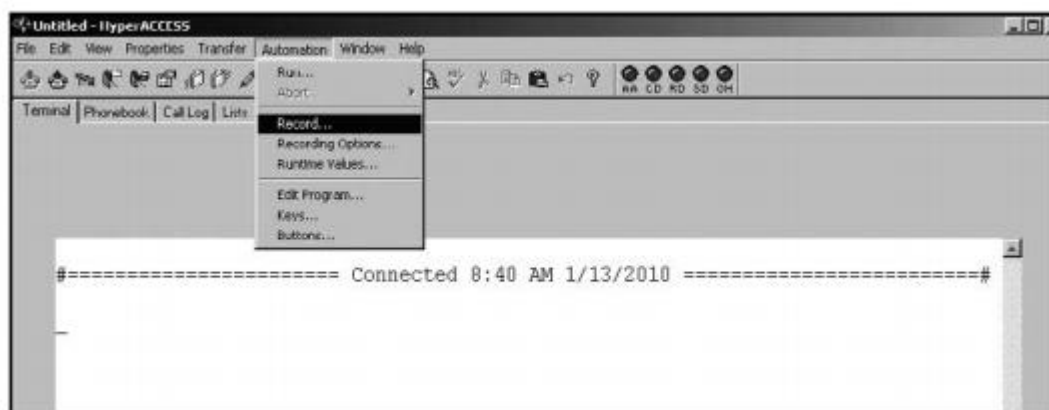 Untitled - HyperACCESS
File Edit View Properties Transfer Automation Window Help
Run...
Abort
AA CD RD SD OH
Terminal Phonebook Call Log Lists
Record...
Recording Options...
Runtime Values...
Edit Program...
Keys...
Buttons...
#======================= Connected 8:40 AM 1/13/2010 =========================#
_